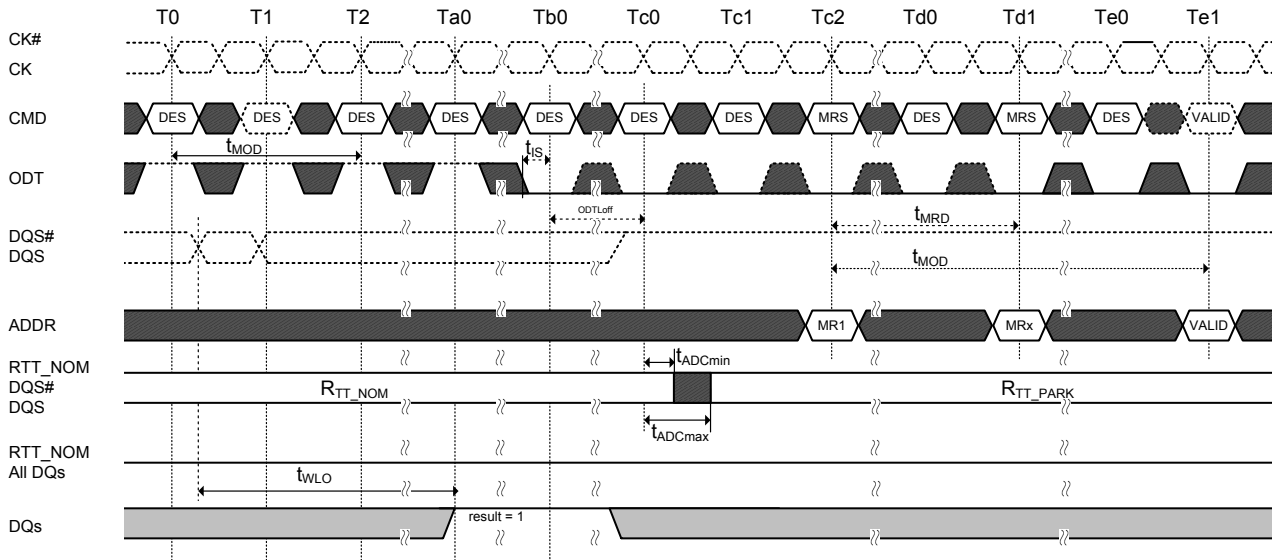 T0 T1 T2 Ta0 Tb0 Tc0 Tc1 Tc2 Td0 Td1 Te0 Te1
CK#
CK
CMD DES DES DES DES DES DES DES MRS DES MRS DES VALID
tMOD tIS
ODT
ODTLoff tMRD
DQS#
DQS
tMOD
ADDR MR1 MRx VALID
RTT_NOM
DQS#
DQS
tADCmin
RTT_NOM RTT_PARK
tADCmax
RTT_NOM
All DQs
tWLO
DQs result = 1